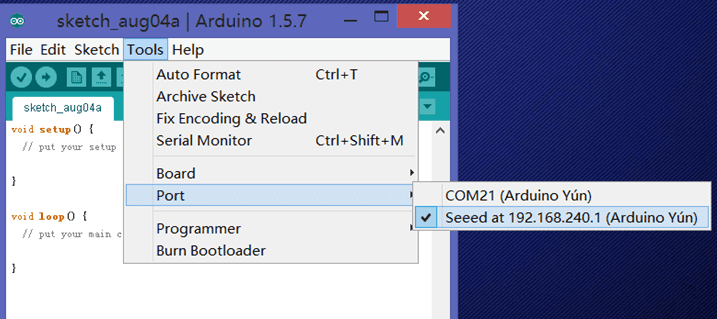 sketch_aug04a | Arduino 1.5.7
File Edit Sketch Tools Help
sketch_aug04a
void setup() {
// put your setup
}
void loop() {
// put your main c
}
Auto Format Ctrl+T
Archive Sketch
Fix Encoding & Reload
Serial Monitor Ctrl+Shift+M
Board
Port
Programmer
Burn Bootloader
COM21 (Arduino Yún)
Seeed at 192.168.240.1 (Arduino Yún)